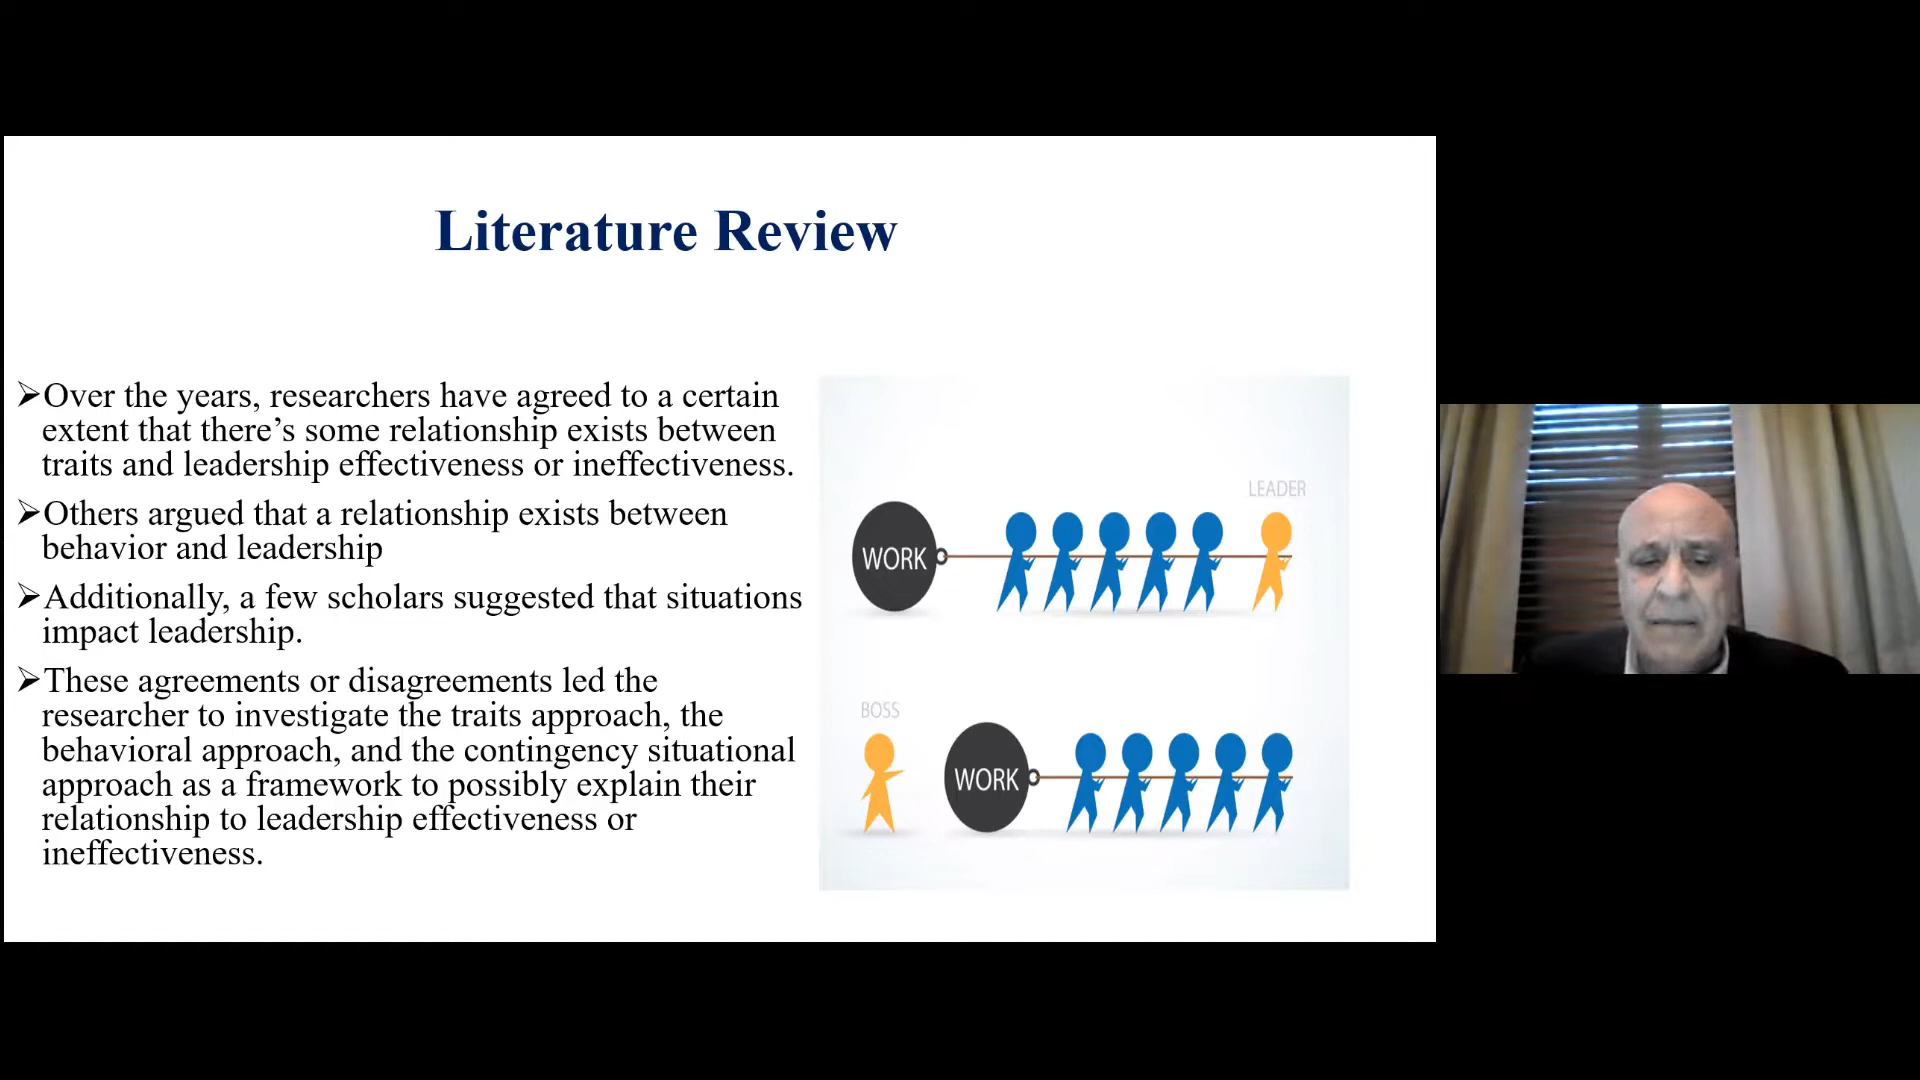 Literature Review
➢Over the years, researchers have agreed to a certain
extent that there’s some relationship exists between
traits and leadership effectiveness or ineffectiveness.
➢Others argued that a relationship exists between
behavior and leadership
➢Additionally, a few scholars suggested that situations
impact leadership.
➢These agreements or disagreements led the
researcher to investigate the traits approach, the
behavioral approach, and the contingency situational
approach as a framework to possibly explain their
relationship to leadership effectiveness or
ineffectiveness.
LEADER
WORK
BOSS
WORK